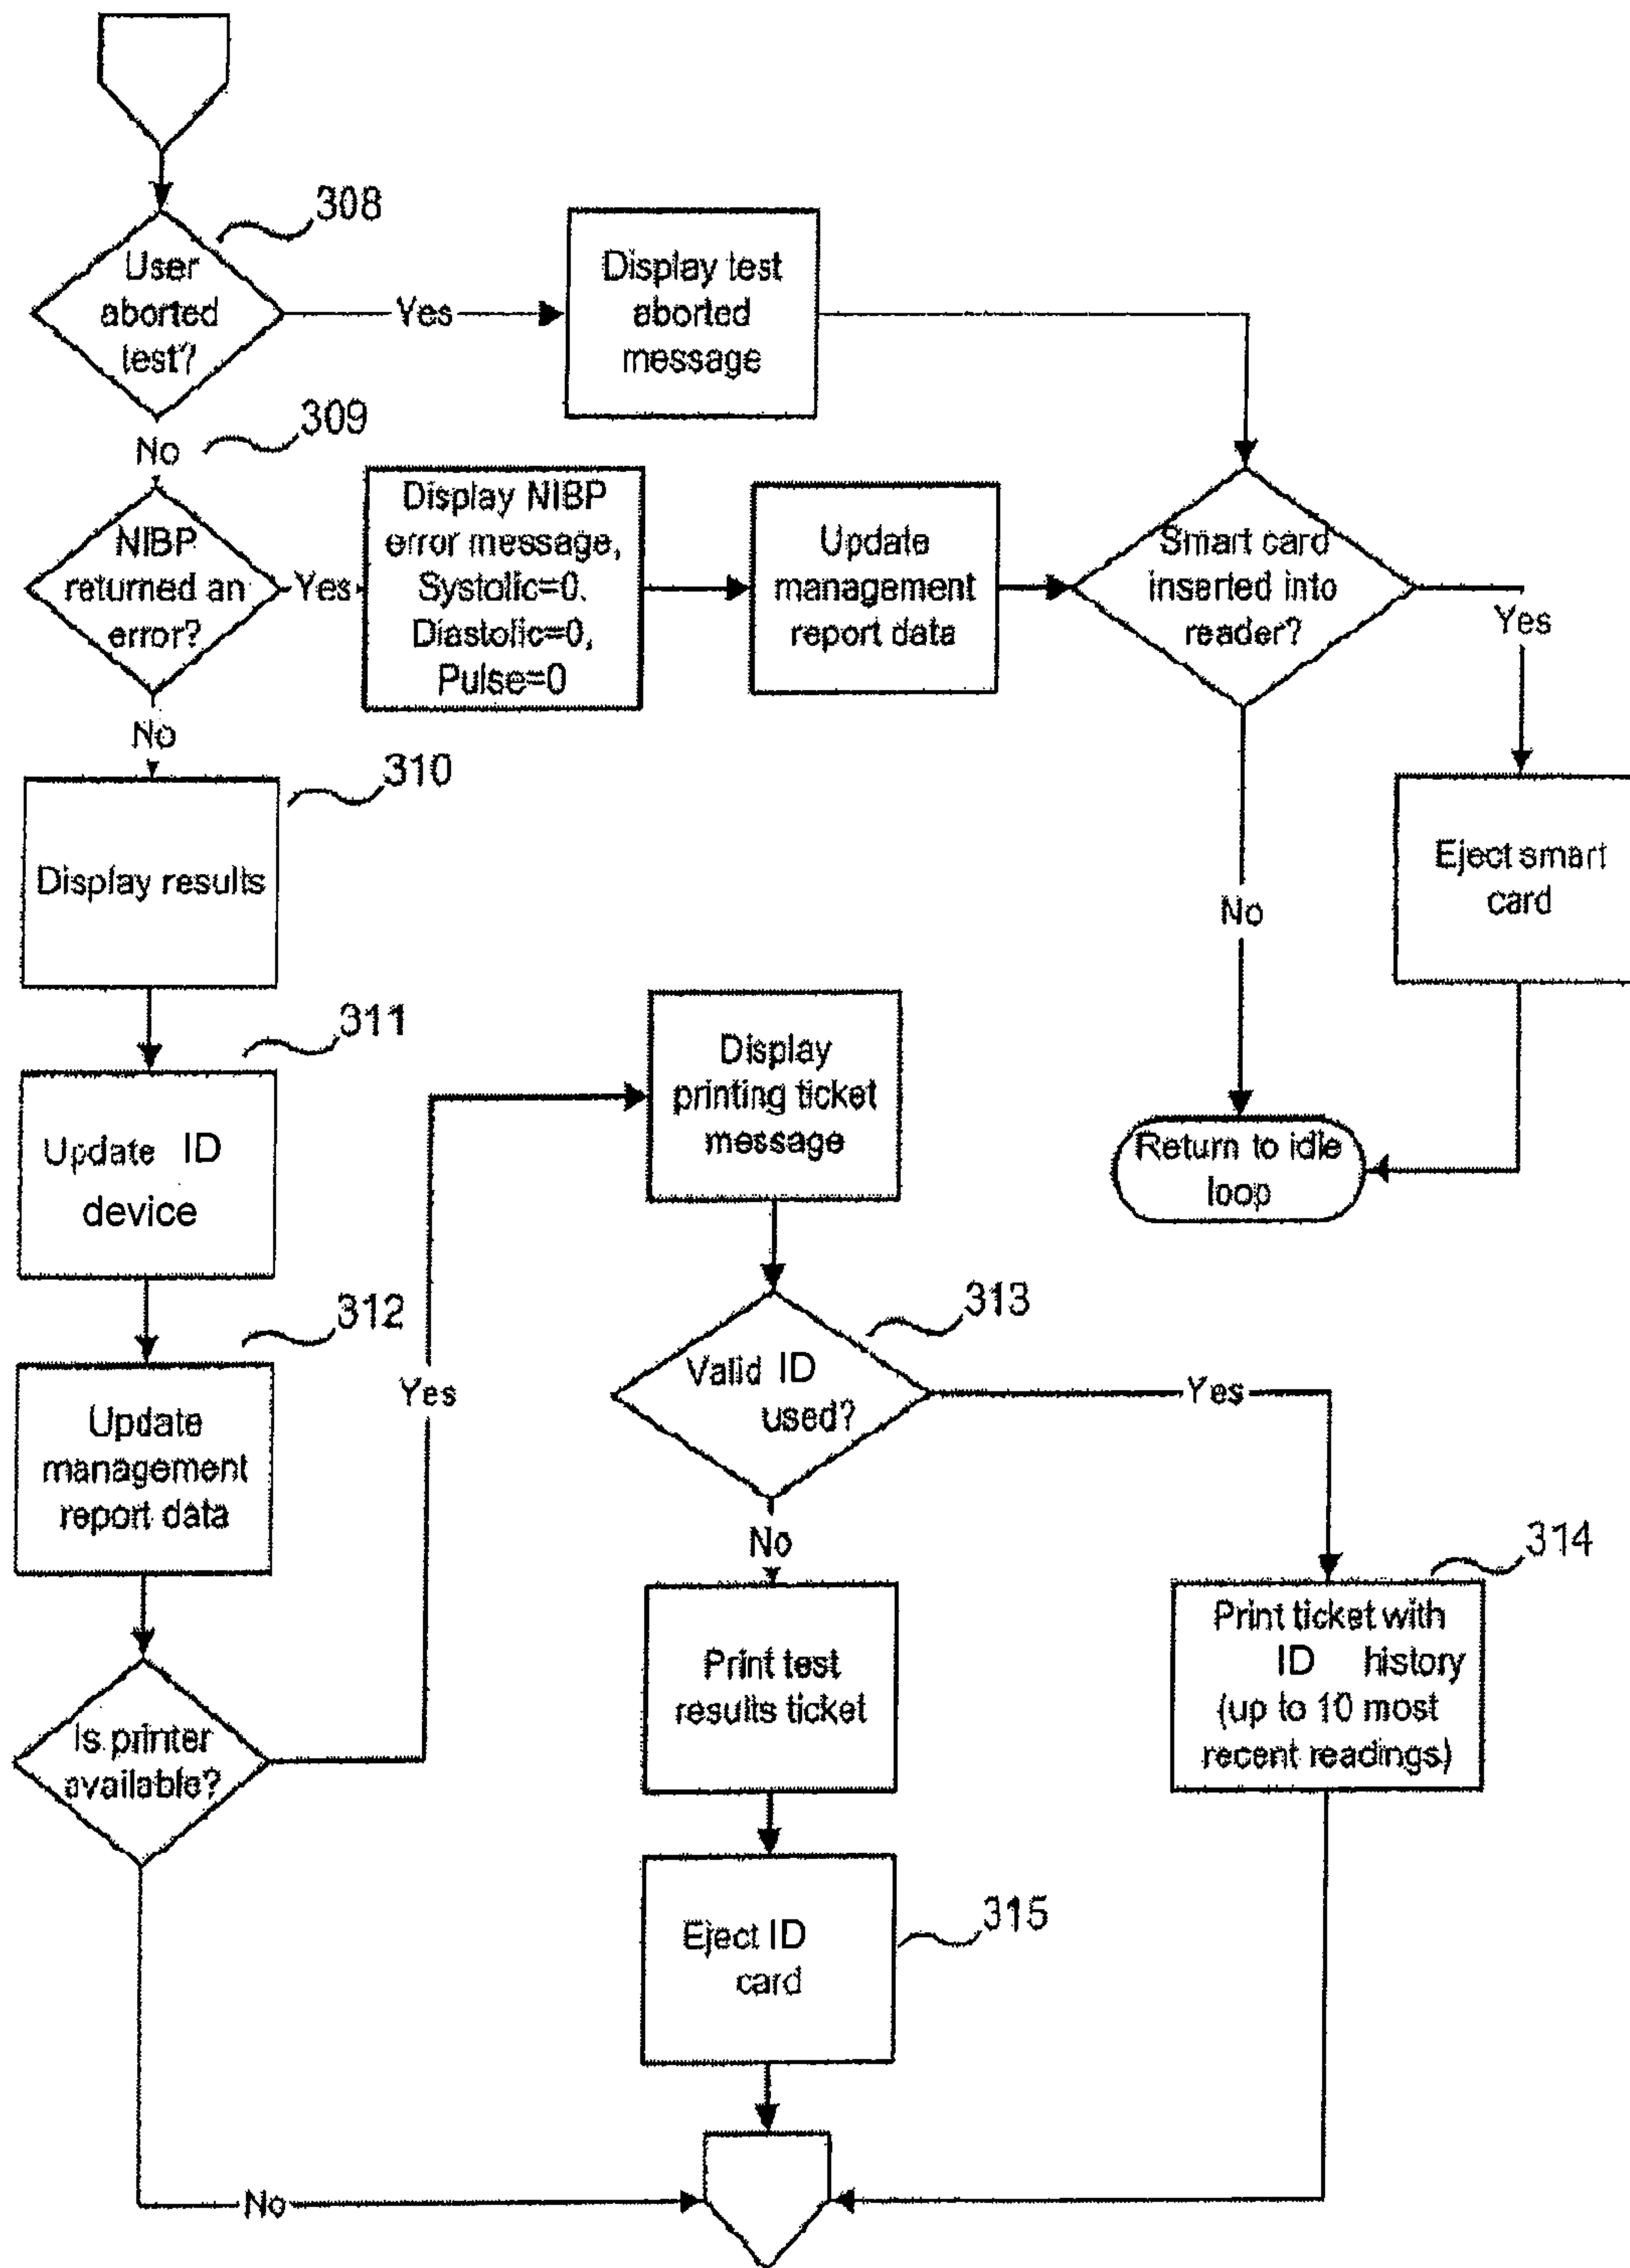 308
User
aborted
test?
Yes
Display test
aborted
message
No
309
NIBP
returned an
error?
Yes
Display NIBP
error message,
Systolic=0.
Diastolic=0,
Pulse=0
Update
management
report data
Smart card
inserted into
reader?
Yes
No
Eject smart
card
Return to idle
loop
No
310
Display results
311
Update ID
device
312
Update
management
report data
Is printer
available?
Yes
No
Display
printing ticket
message
313
Valid ID
used?
Yes
No
314
Print ticket with
ID history
(up to 10 most
recent readings)
Print test
results ticket
315
Eject ID
card